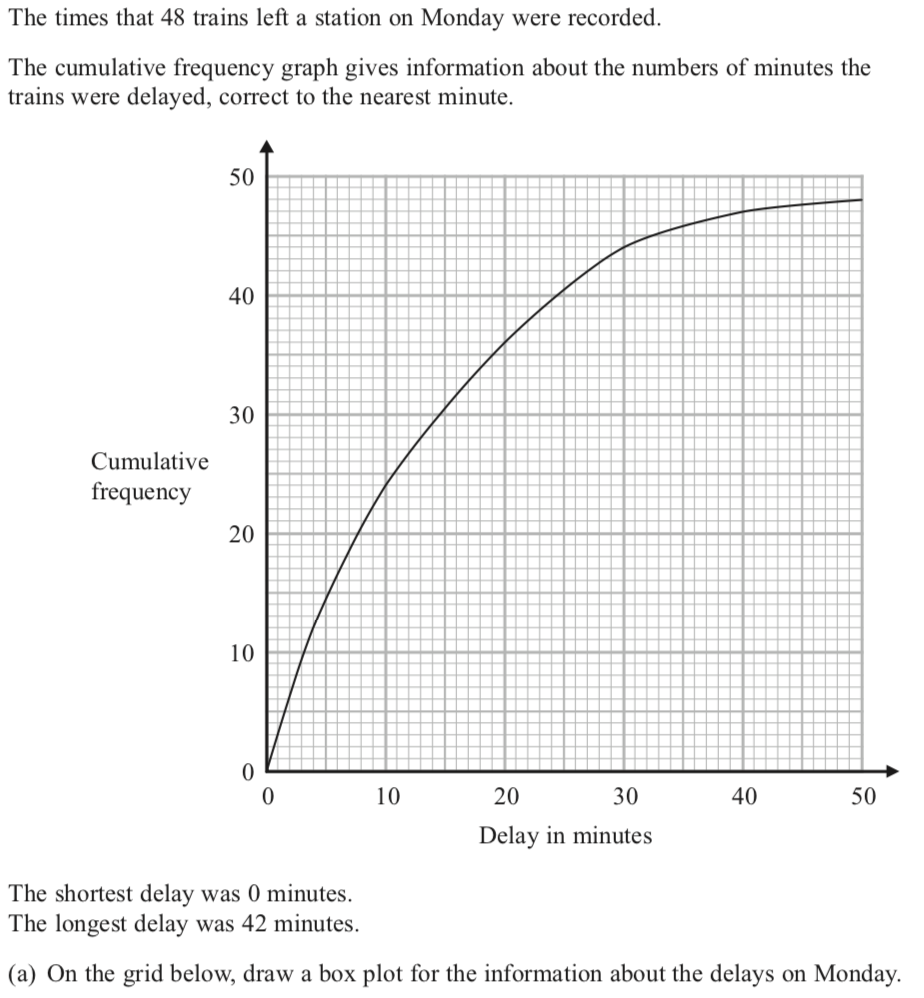 The times that 48 trains left a station on Monday were recorded.
The cumulative frequency graph gives information about the numbers of minutes the
trains were delayed, correct to the nearest minute.
50
40
30
Cumulative
frequency
20
10
0
0 10 20 30 40 50
Delay in minutes
The shortest delay was 0 minutes.
The longest delay was 42 minutes.
(a) On the grid below, draw a box plot for the information about the delays on Monday.